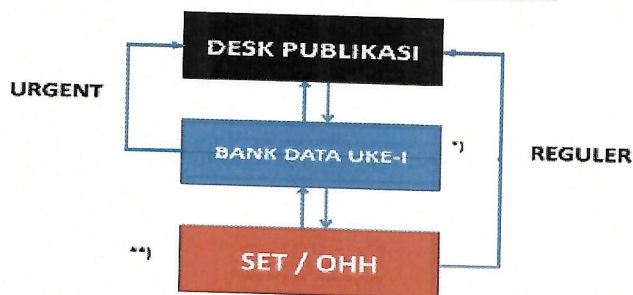 DESK PUBLIKASI
URGENT
BANK DATA UKE-I
*)
REGULER
**)
SET / OHH